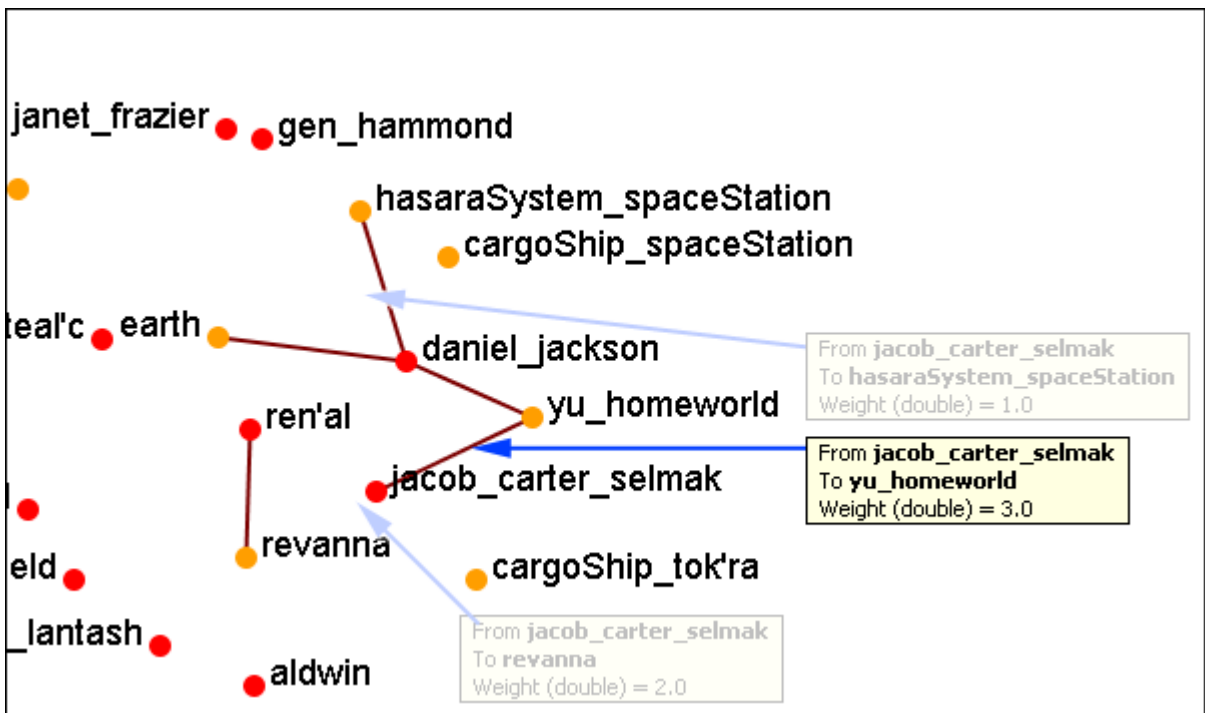 janet_frazier
gen_hammond
hasaraSystem_spaceStation
cargoShip_spaceStation
teal'c
earth
daniel_jackson
From jacob_carter_selmak
To hasaraSystem_spaceStation
Weight (double) = 1.0
yu_homeworld
ren'al
From jacob_carter_selmak
To yu_homeworld
Weight (double) = 3.0
jacob_carter_selmak
revanna
eld
cargoShip_tok'ra
_lantash
From jacob_carter_selmak
To revanna
Weight (double) = 2.0
aldwin